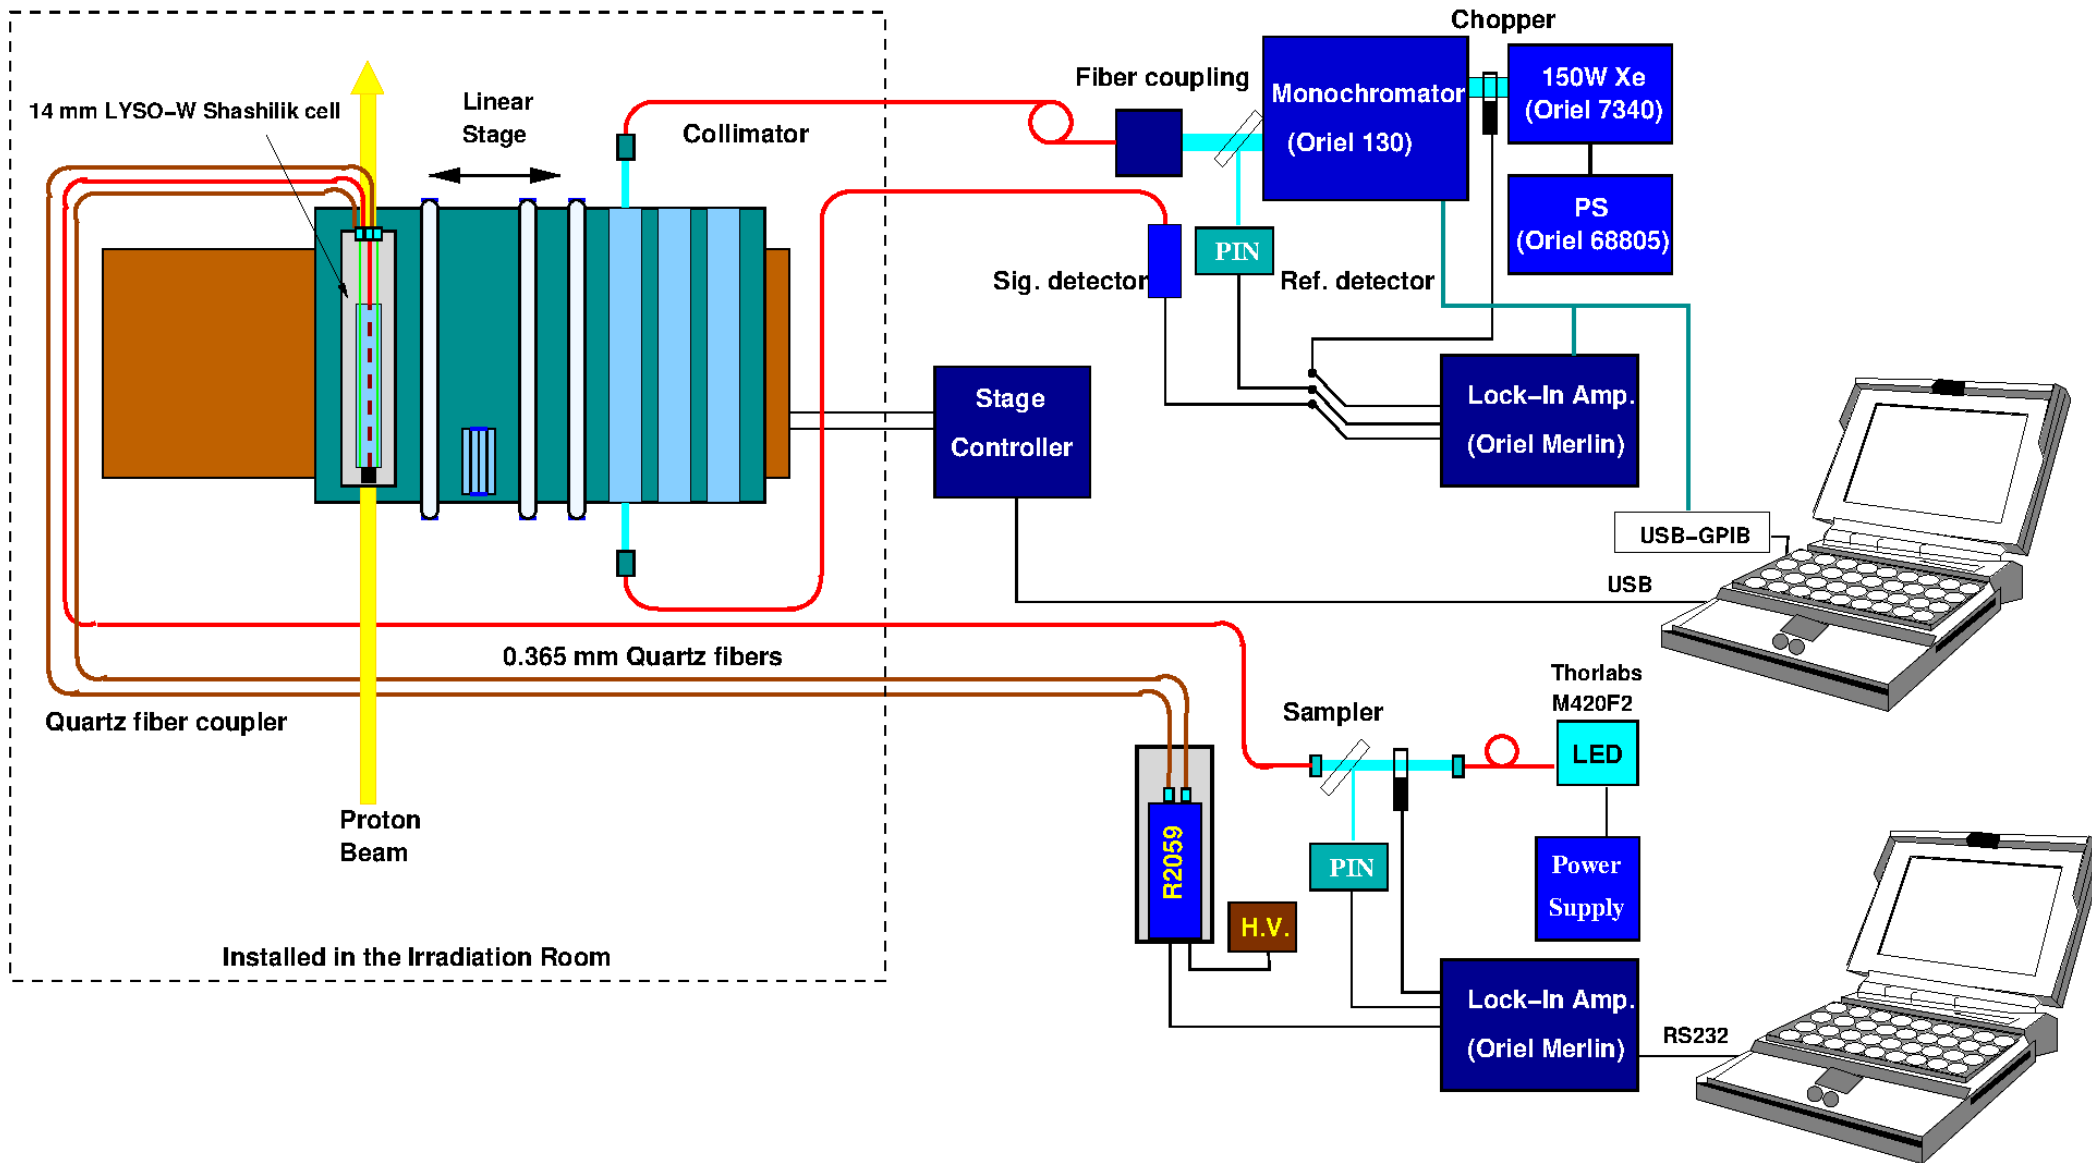 Chopper
Fiber coupling
Monochromator
(Oriel 130)
150W Xe
(Oriel 7340)
PS
(Oriel 68805)
14 mm LYSO-W Shashilik cell
Linear
Stage
Collimator
PIN
Sig. detector
Ref. detector
Stage
Controller
Lock-In Amp.
(Oriel Merlin)
USB-GPIB
USB
0.365 mm Quartz fibers
Quartz fiber coupler
Sampler
Thorlabs
M420F2
LED
Proton
Beam
R2059
PIN
H.V.
Power
Supply
Installed in the Irradiation Room
Lock-In Amp.
(Oriel Merlin)
RS232